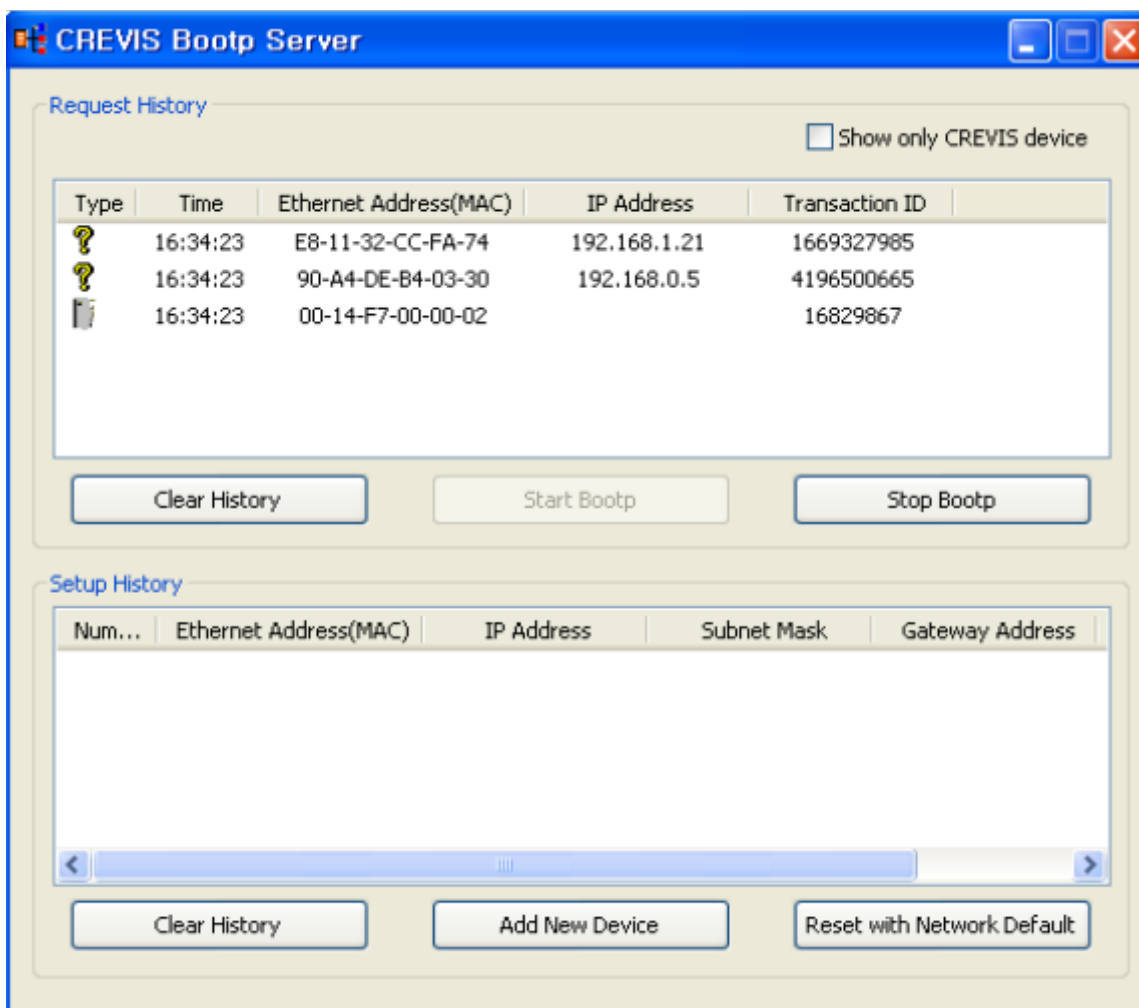 CREVIS Bootp Server
Request History
Show only CREVIS device
Type Time Ethernet Address(MAC) IP Address Transaction ID
16:34:23 E8-11-32-CC-FA-74 192.168.1.21 1669327985
16:34:23 90-A4-DE-B4-03-30 192.168.0.5 4196500665
16:34:23 00-14-F7-00-00-02 16829867
Clear History Start Bootp Stop Bootp
Setup History
Num... Ethernet Address(MAC) IP Address Subnet Mask Gateway Address
Clear History Add New Device Reset with Network Default